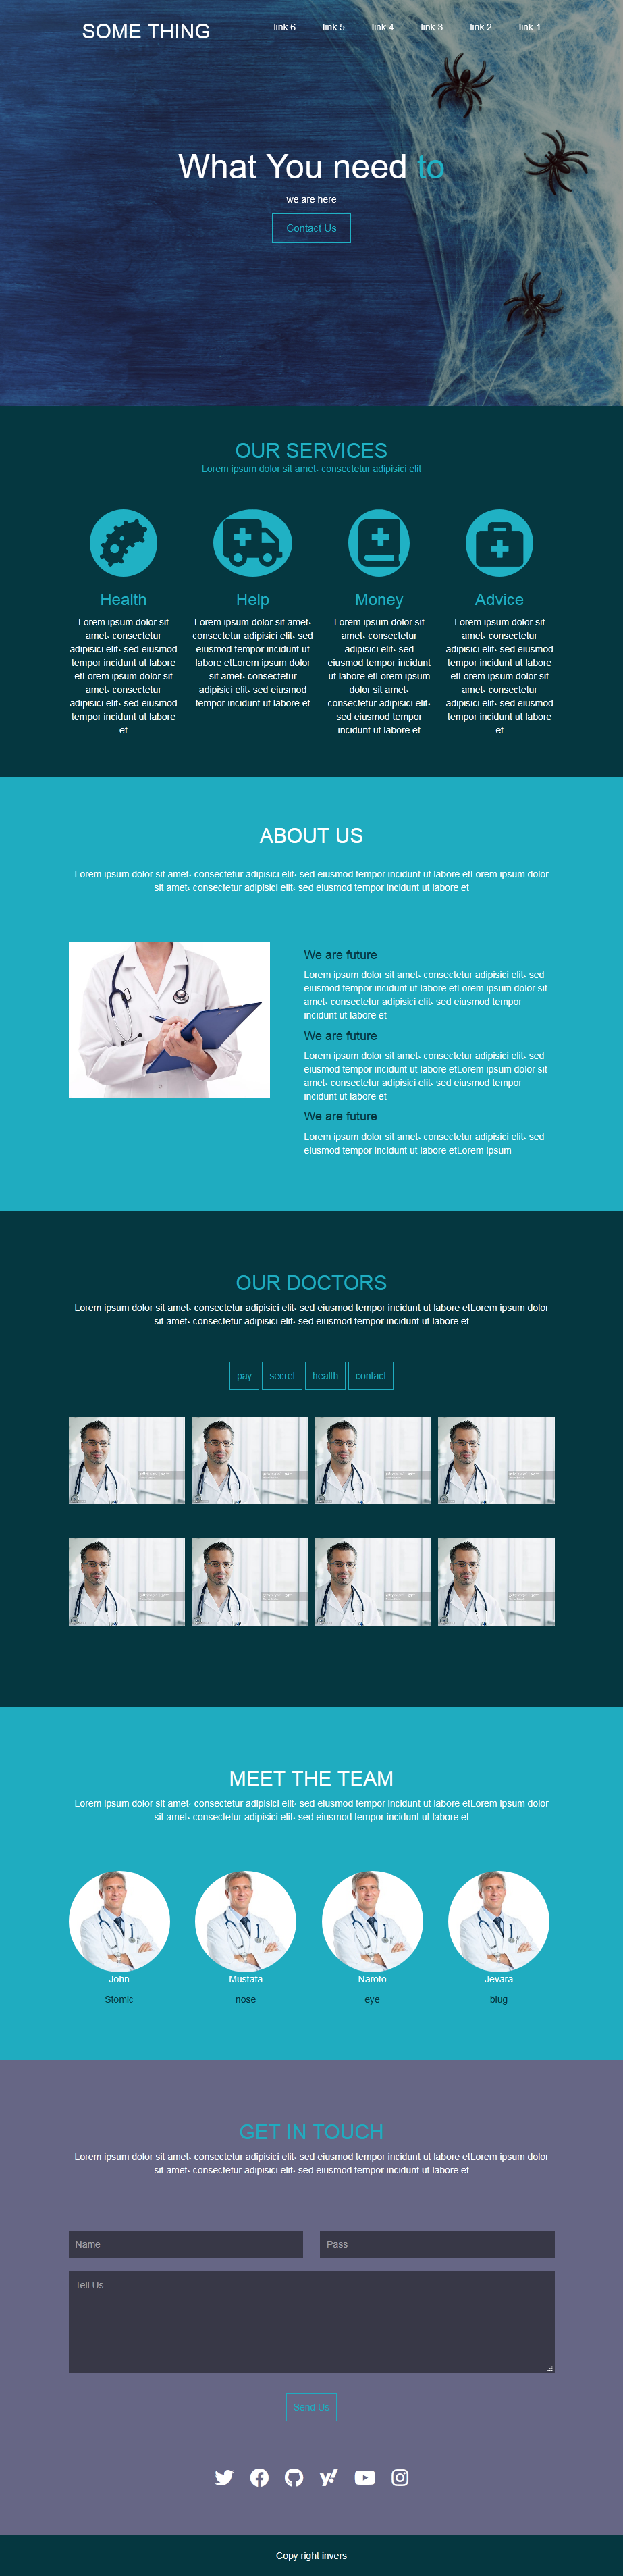 SOME THING
link 6 link 5 link 4 link 3 link 2 link 1
What You need to
we are here
Contact Us
OUR SERVICES
Lorem ipsum dolor sit amet، consectetur adipisici elit
Health
Lorem ipsum dolor sit
amet، consectetur
adipisici elit، sed eiusmod
tempor incidunt ut labore
etLorem ipsum dolor sit
amet، consectetur
adipisici elit، sed eiusmod
tempor incidunt ut labore
et
Help
Lorem ipsum dolor sit amet،
consectetur adipisici elit، sed
eiusmod tempor incidunt ut
labore etLorem ipsum dolor
sit amet، consectetur
adipisici elit، sed eiusmod
tempor incidunt ut labore et
Money
Lorem ipsum dolor sit
amet، consectetur
adipisici elit، sed
eiusmod tempor incidunt
ut labore etLorem ipsum
dolor sit amet،
consectetur adipisici elit،
sed eiusmod tempor
incidunt ut labore et
Advice
Lorem ipsum dolor sit
amet، consectetur
adipisici elit، sed eiusmod
tempor incidunt ut labore
etLorem ipsum dolor sit
amet، consectetur
adipisici elit، sed eiusmod
tempor incidunt ut labore
et
ABOUT US
Lorem ipsum dolor sit amet، consectetur adipisici elit، sed eiusmod tempor incidunt ut labore etLorem ipsum dolor
sit amet، consectetur adipisici elit، sed eiusmod tempor incidunt ut labore et
We are future
Lorem ipsum dolor sit amet، consectetur adipisici elit، sed
eiusmod tempor incidunt ut labore etLorem ipsum dolor sit
amet، consectetur adipisici elit، sed eiusmod tempor
incidunt ut labore et
We are future
Lorem ipsum dolor sit amet، consectetur adipisici elit، sed
eiusmod tempor incidunt ut labore etLorem ipsum dolor sit
amet، consectetur adipisici elit، sed eiusmod tempor
incidunt ut labore et
We are future
Lorem ipsum dolor sit amet، consectetur adipisici elit، sed
eiusmod tempor incidunt ut labore etLorem ipsum
OUR DOCTORS
Lorem ipsum dolor sit amet، consectetur adipisici elit، sed eiusmod tempor incidunt ut labore etLorem ipsum dolor
sit amet، consectetur adipisici elit، sed eiusmod tempor incidunt ut labore et
pay secret health contact
MEET THE TEAM
Lorem ipsum dolor sit amet، consectetur adipisici elit، sed eiusmod tempor incidunt ut labore etLorem ipsum dolor
sit amet، consectetur adipisici elit، sed eiusmod tempor incidunt ut labore et
John Mustafa Naroto Jevara
Stomic nose eye blug
GET IN TOUCH
Lorem ipsum dolor sit amet، consectetur adipisici elit، sed eiusmod tempor incidunt ut labore etLorem ipsum dolor
sit amet، consectetur adipisici elit، sed eiusmod tempor incidunt ut labore et
Name Pass
Tell Us
Send Us
Copy right invers